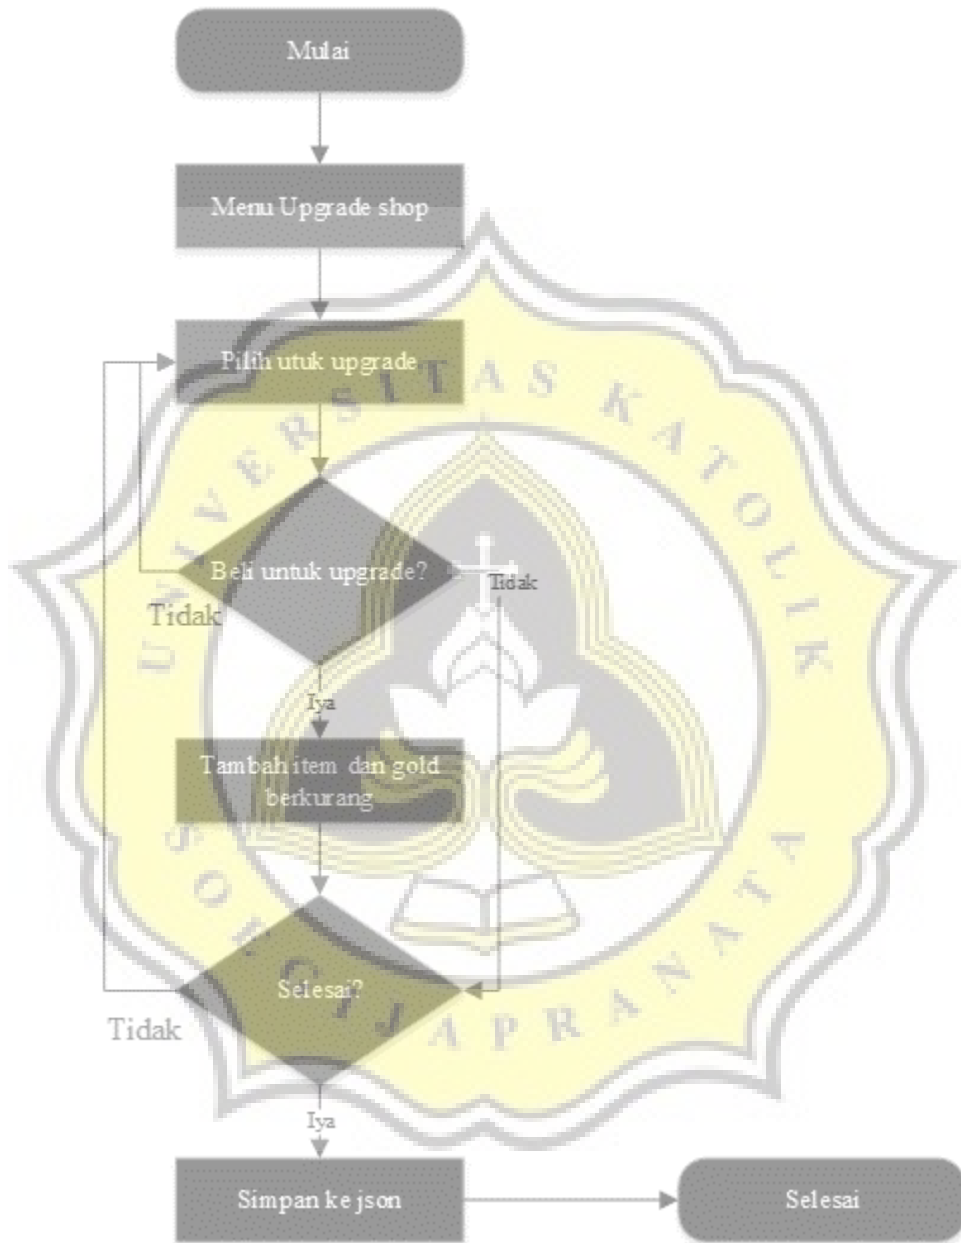 Mulai
Menu Upgrade shop
Pilih utuk upgrade
UNIVERSITAS KATOLIK
Beli untuk upgrade?
Tidak
Tidak
Iya
Tambah item dan gold
berkurang
Selesai?
SOEGIJAPRANATA
Tidak
Iya
Simpan ke json
Selesai